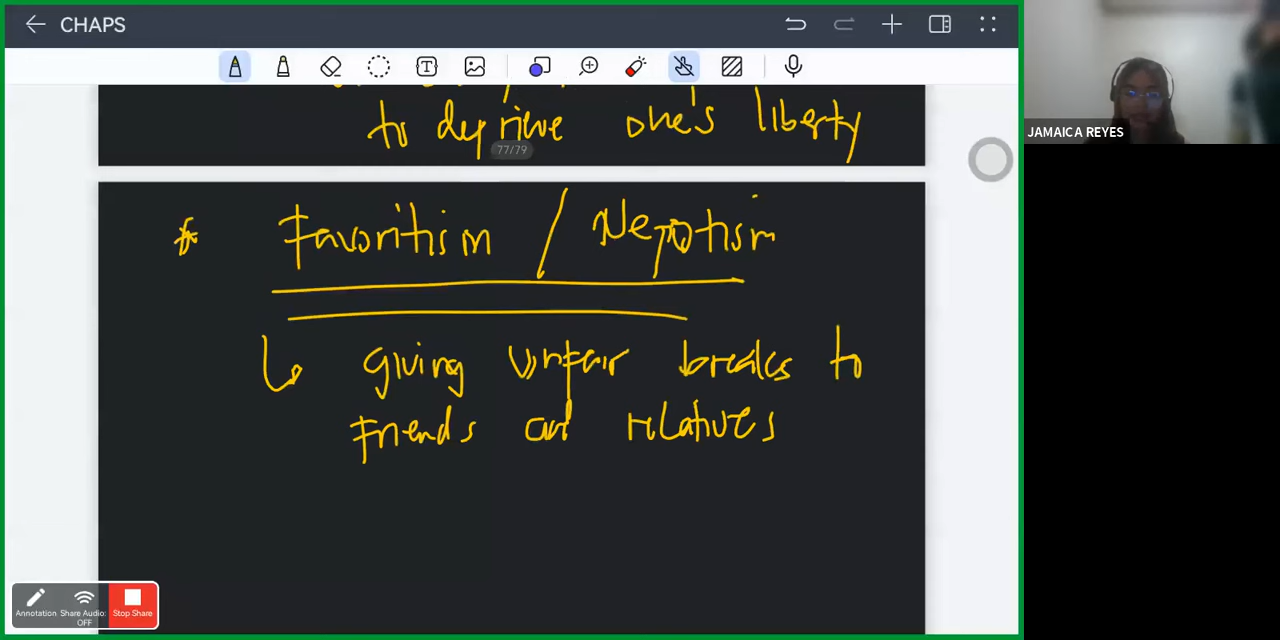 CHAPS
to deprieve one's liberty
77/79
JAMAICA REYES
* Favoritism / Nepotism
giving unfair breaks to
friends and relatives
Annotation Share Audio: OFF Stop Share